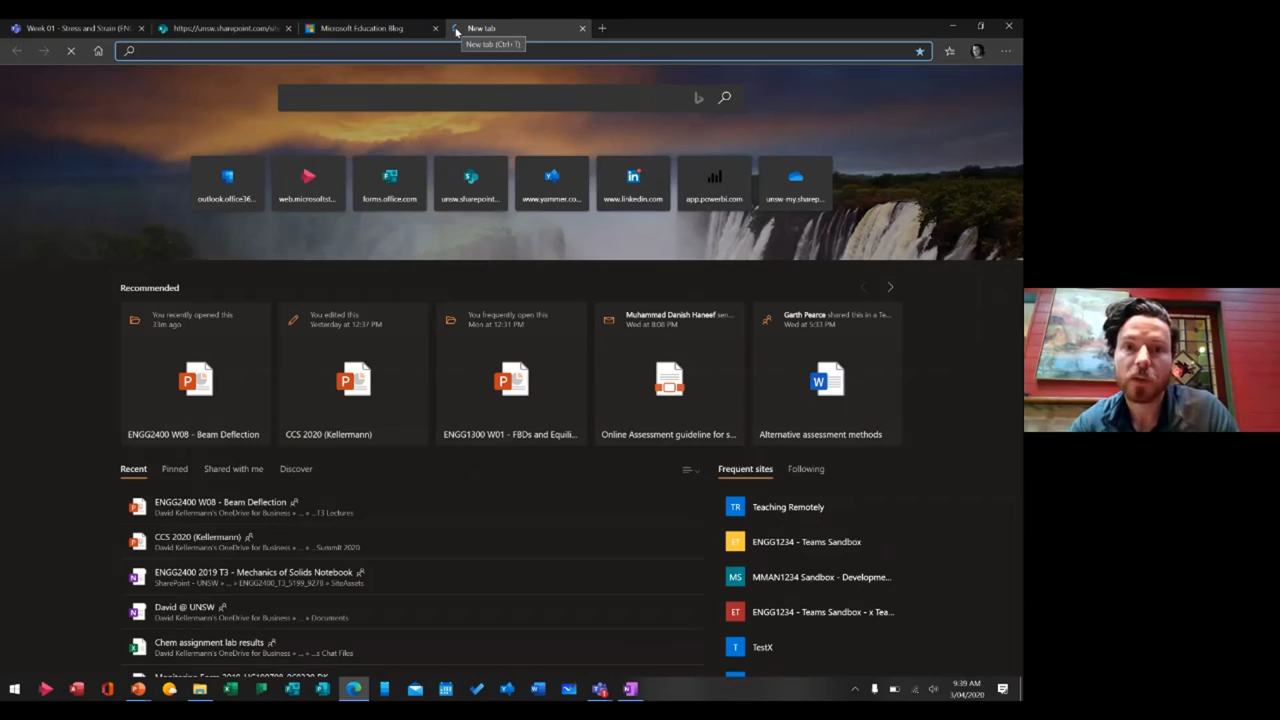 Week 01 - Stress and Strain (EN
https://unsw.sharepoint.com/sit
Microsoft Education Blog
New tab
New tab (Ctrl+T)
outlook.office36...
web.microsoftst...
forms.office.com
unsw.sharepoint...
www.yammer.co...
www.linkedin.com
app.powerbi.com
unsw-my.sharep...
Recommended
You recently opened this
33m ago
ENGG2400 W08 - Beam Deflection
You edited this
Yesterday at 12:37 PM
CCS 2020 (Kellermann)
You frequently open this
Mon at 12:31 PM
ENGG1300 W01 - FBDs and Equili...
Muhammad Danish Haneef sen...
Wed at 8:08 PM
Online Assessment guideline for s...
Garth Pearce shared this in a Te...
Wed at 5:33 PM
Alternative assessment methods
Recent
Pinned
Shared with me
Discover
ENGG2400 W08 - Beam Deflection
David Kellermann's OneDrive for Business » ... » ...T3 Lectures
CCS 2020 (Kellermann)
David Kellermann's OneDrive for Business » ... » ...Summit 2020
ENGG2400 2019 T3 - Mechanics of Solids Notebook
SharePoint - UNSW » ... » ENGG2400_T3_5199_9278 » SiteAssets
David @ UNSW
David Kellermann's OneDrive for Business » ... » Documents
Chem assignment lab results
David Kellermann's OneDrive for Business » ... » ...s Chat Files
Frequent sites
Following
TR Teaching Remotely
ET ENGG1234 - Teams Sandbox
MS MMAN1234 Sandbox - Developme...
ET ENGG1234 - Teams Sandbox - x Tea...
T TestX
9:39 AM
3/04/2020